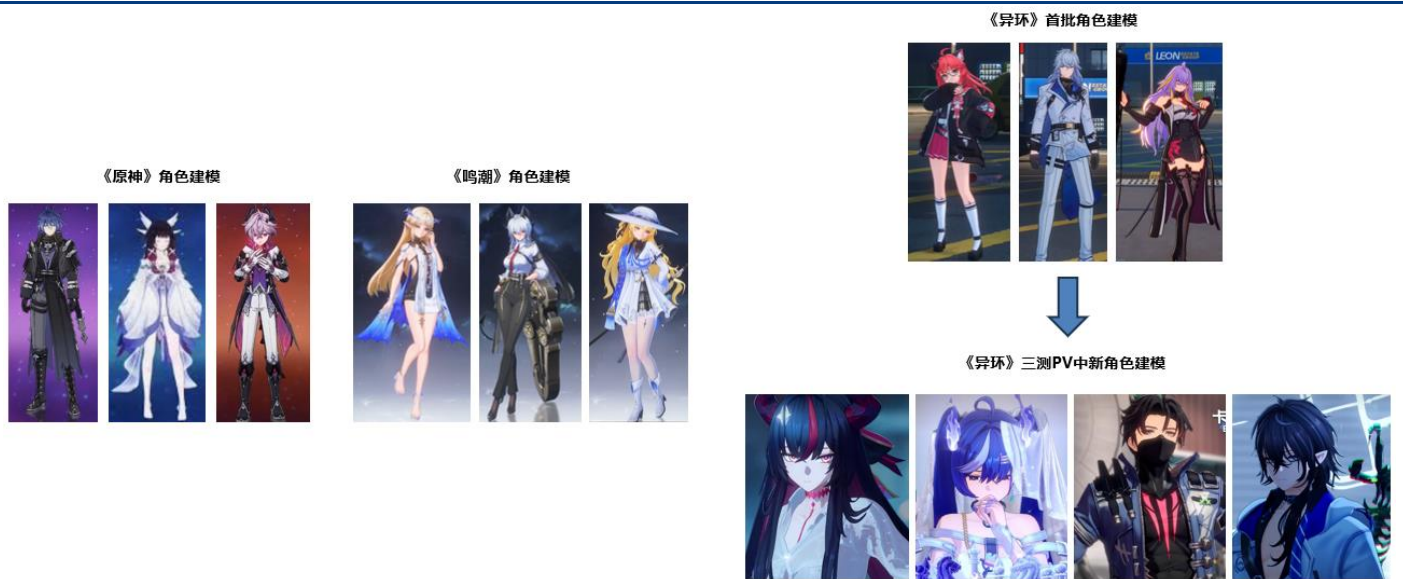 《异环》首批角色建模
LEON
《原神》角色建模
《鸣潮》角色建模
《异环》三测PV中新角色建模
卡